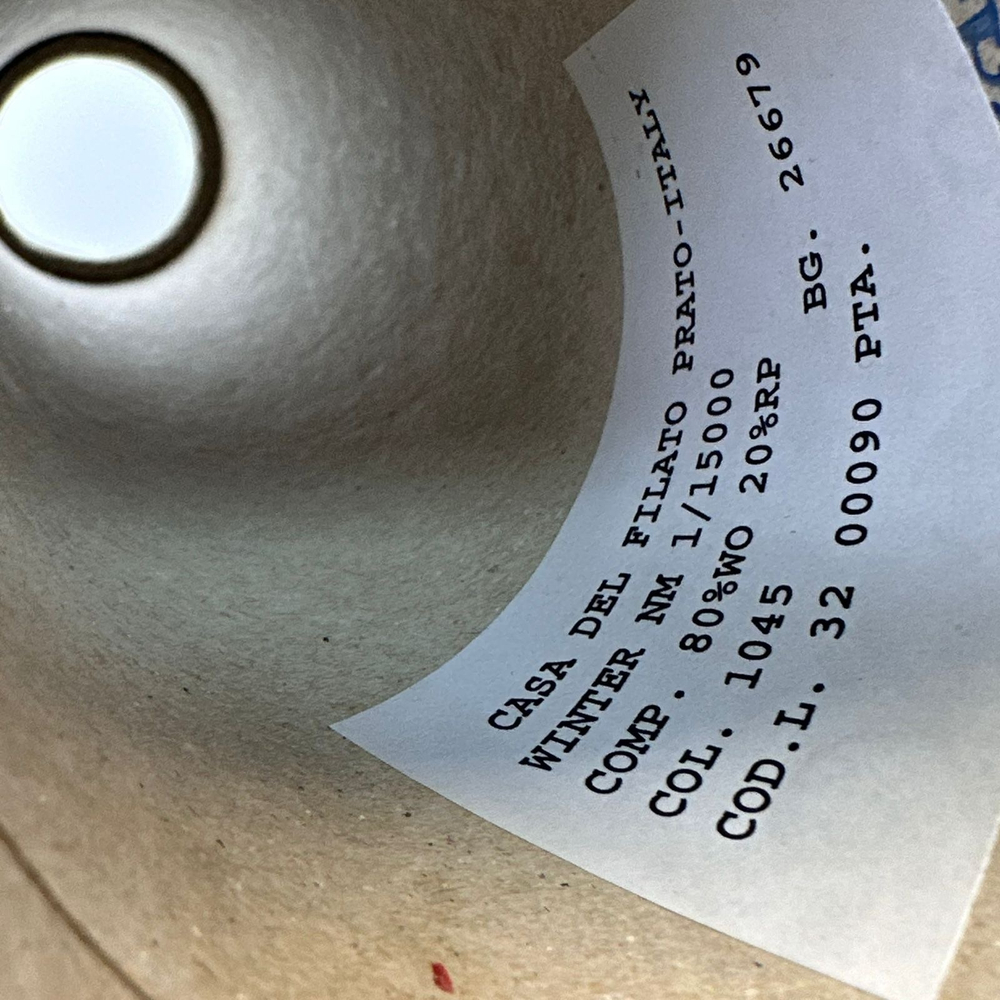 CASA DEL FILATO PRATO-ITALY
WINTER NM 1/15000
COMP. 80%WO 20%RP
COL. 1045 BG. 26679
COD.L. 32 00090 PTA.